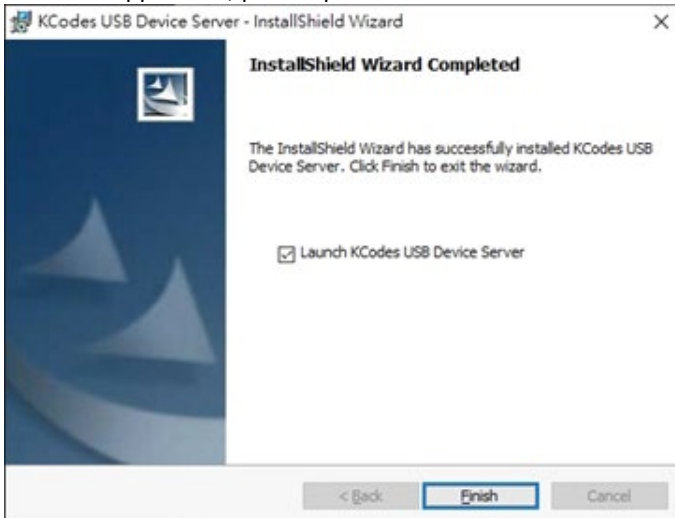 KCodes USB Device Server - InstallShield Wizard
InstallShield Wizard Completed
The InstallShield Wizard has successfully installed KCodes USB
Device Server. Click Finish to exit the wizard.
Launch KCodes USB Device Server
< Back
Finish
Cancel